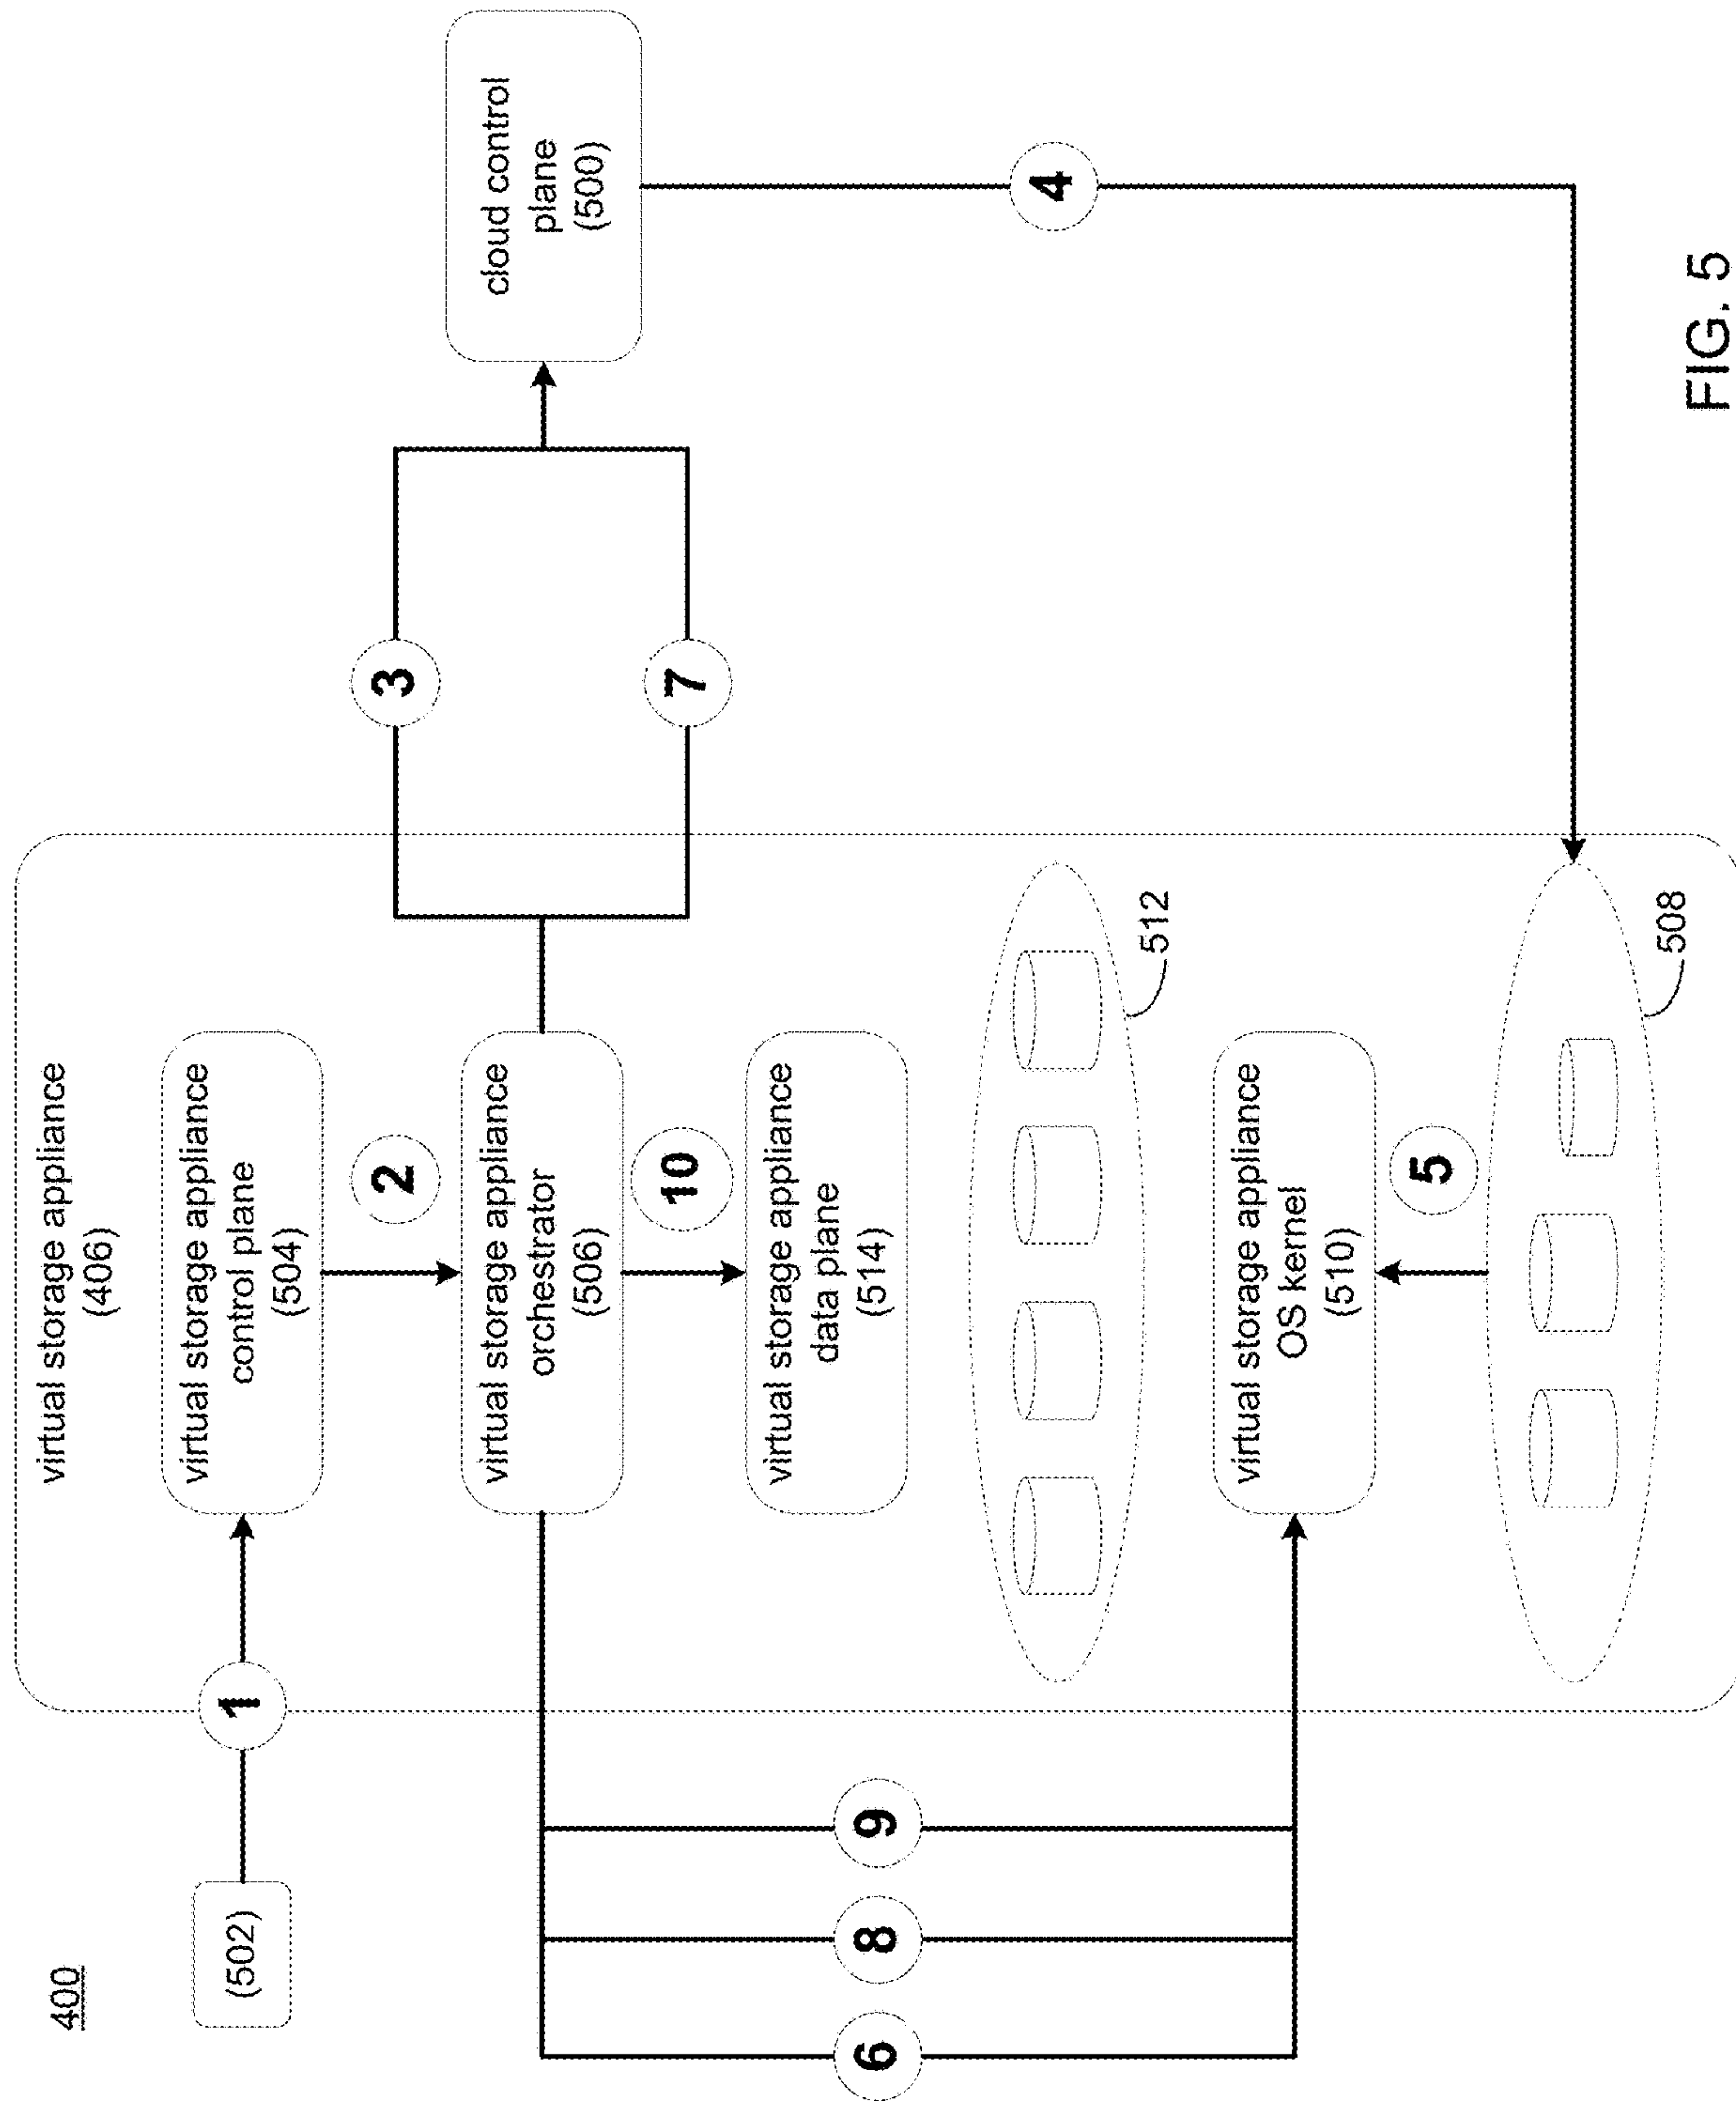 400
(502)
1
virtual storage appliance
(406)
virtual storage appliance
control plane
(504)
2
virtual storage appliance
orchestrator
(506)
3
7
cloud control
plane
(500)
10
virtual storage appliance
data plane
(514)
4
512
6
8
9
virtual storage appliance
OS kernel
(510)
5
508
FIG. 5